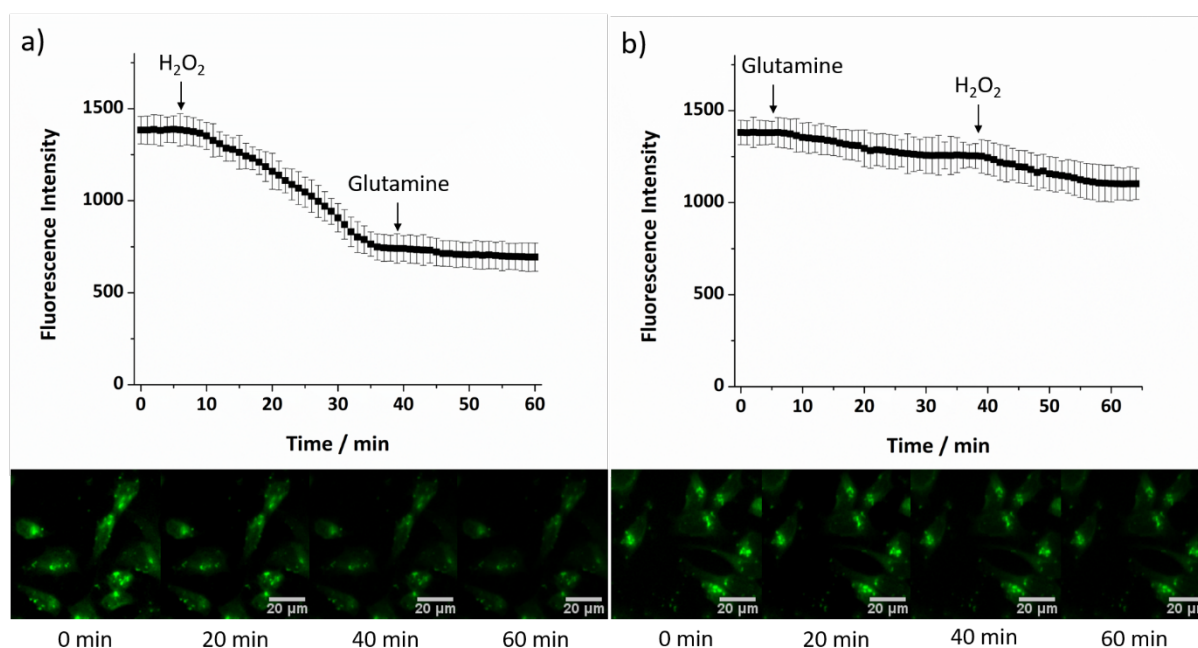 a)
H₂O₂
Glutamine
1500
1000
500
0
Fluorescence Intensity
0 10 20 30 40 50 60
Time / min
20 μm 20 μm 20 μm
0 min 20 min 40 min 60 min
b)
Glutamine
H₂O₂
1500
1000
500
0
Fluorescence Intensity
0 10 20 30 40 50 60
Time / min
20 μm 20 μm 20 μm 20 μm
0 min 20 min 40 min 60 min